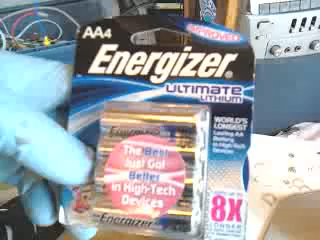 IMPROVED
AA4
Energizer
ULTIMATE
LITHIUM
WORLD'S
LONGEST
Lasting AA
Battery
in High-Tech
Devices
Energizer
The Best
Just Got
Better
in High-Tech
Devices
8X
LONGER
Energizer